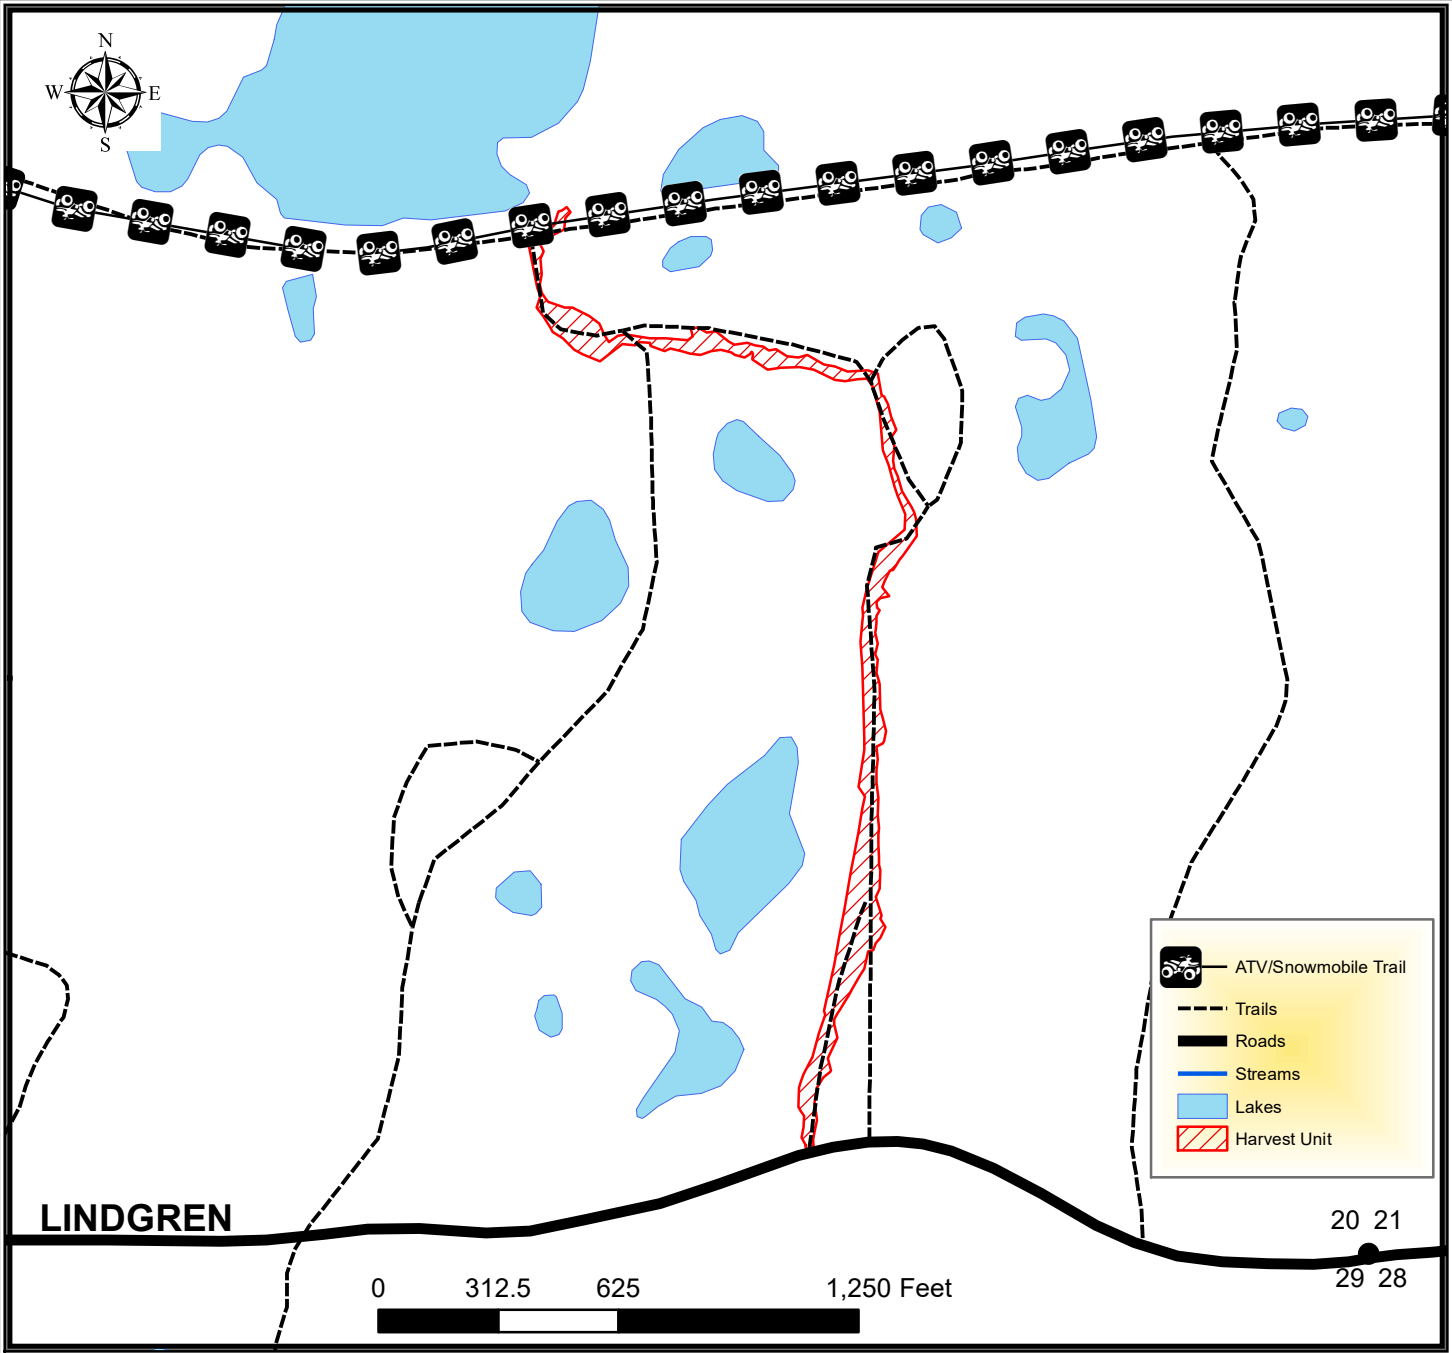 N
W E
S
ATV/Snowmobile Trail
Trails
Roads
Streams
Lakes
Harvest Unit
LINDGREN
20 21
29 28
0 312.5 625 1,250 Feet